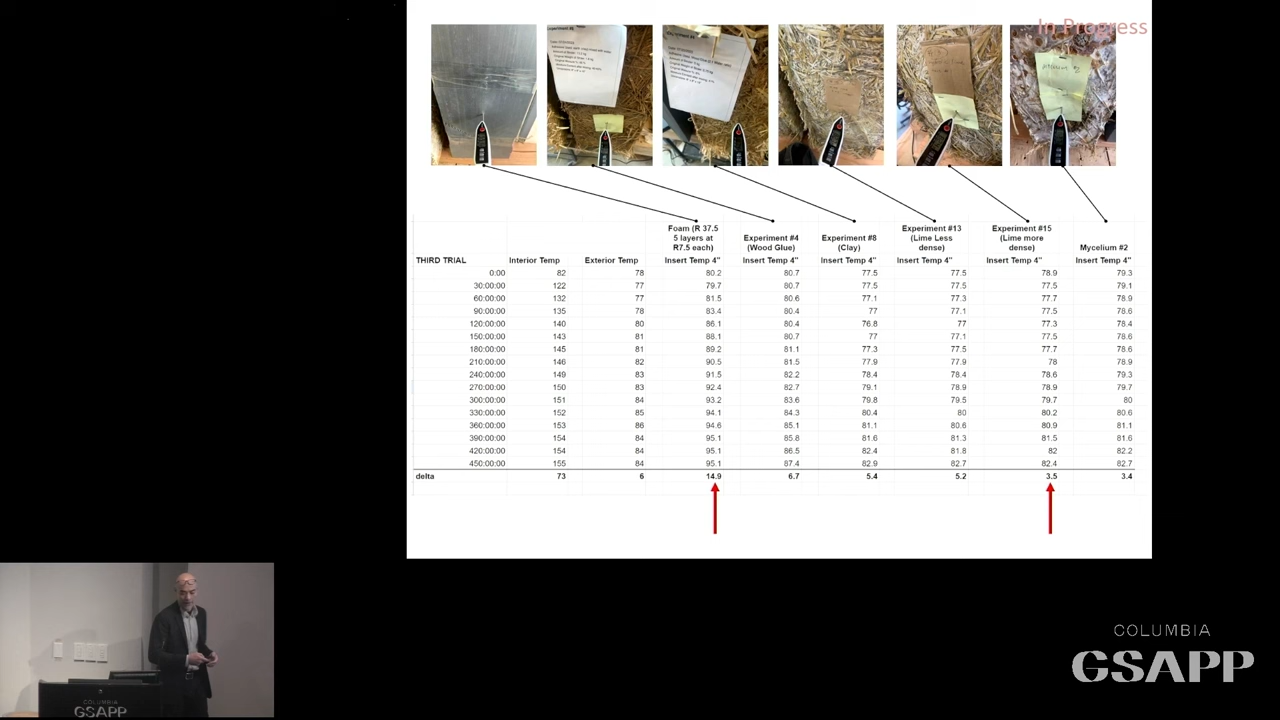 In Progress
Foam (R 37.5
5 layers at
R7.5 each)
Experiment #4
(Wood Glue)
Experiment #8
(Clay)
Experiment #13
(Lime Less
dense)
Experiment #15
(Lime more
dense)
Mycelium #2
THIRD TRIAL Interior Temp Exterior Temp Insert Temp 4" Insert Temp 4" Insert Temp 4" Insert Temp 4" Insert Temp 4" Insert Temp 4"
0:00 82 78 80.2 80.7 77.5 77.5 78.9 79.3
30:00:00 122 77 79.7 80.7 77.5 77.5 77.5 79.1
60:00:00 132 77 81.5 80.6 77.1 77.3 77.7 78.9
90:00:00 135 78 83.4 80.4 77 77.1 77.5 78.6
120:00:00 140 80 86.1 80.4 76.8 77 77.3 78.4
150:00:00 143 81 88.1 80.7 77 77.1 77.5 78.6
180:00:00 145 81 89.2 81.1 77.3 77.5 77.7 78.6
210:00:00 146 82 90.5 81.5 77.9 77.9 78 78.9
240:00:00 149 83 91.5 82.2 78.4 78.4 78.6 79.3
270:00:00 150 83 92.4 82.7 79.1 78.9 78.9 79.7
300:00:00 151 84 93.2 83.6 79.8 79.5 79.7 80
330:00:00 152 85 94.1 84.3 80.4 80 80.2 80.6
360:00:00 153 86 94.6 85.1 81.1 80.6 80.9 81.1
390:00:00 154 84 95.1 85.8 81.6 81.3 81.5 81.6
420:00:00 154 84 95.1 86.5 82.4 81.8 82 82.2
450:00:00 155 84 95.1 87.4 82.9 82.7 82.4 82.7
delta 73 6 14.9 6.7 5.4 5.2 3.5 3.4
COLUMBIA
GSAPP
COLUMBIA
GSAPP